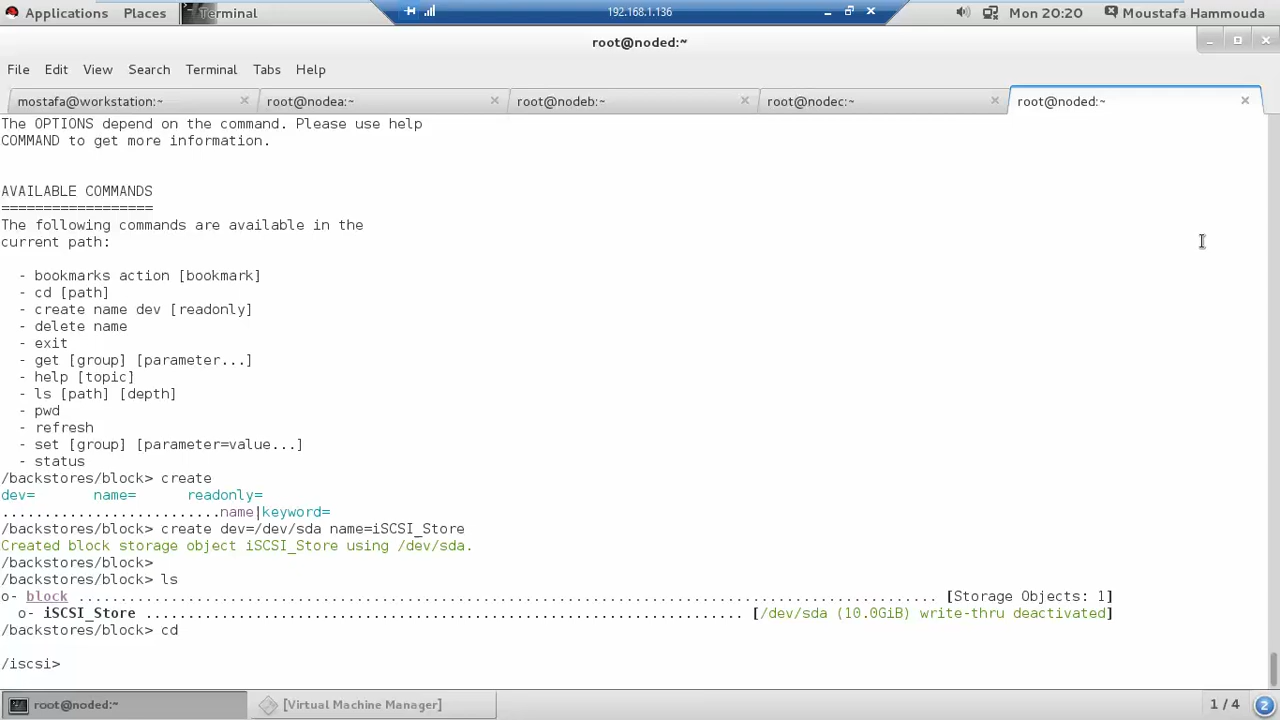 Applications Places Terminal 192.168.1.136 Mon 20:20 Moustafa Hammouda
root@noded:~
File Edit View Search Terminal Tabs Help
mostafa@workstation:~ root@nodea:~ root@nodeb:~ root@nodec:~ root@noded:~
The OPTIONS depend on the command. Please use help
COMMAND to get more information.
AVAILABLE COMMANDS
==================
The following commands are available in the
current path:
- bookmarks action [bookmark]
- cd [path]
- create name dev [readonly]
- delete name
- exit
- get [group] [parameter...]
- help [topic]
- ls [path] [depth]
- pwd
- refresh
- set [group] [parameter=value...]
- status
/backstores/block> create
dev= name= readonly=
..........................name|keyword=
/backstores/block> create dev=/dev/sda name=iSCSI_Store
Created block storage object iSCSI_Store using /dev/sda.
/backstores/block>
/backstores/block> ls
o- block ...................................................................................................... [Storage Objects: 1]
o- iSCSI_Store ....................................................................... [/dev/sda (10.0GiB) write-thru deactivated]
/backstores/block> cd
/iscsi>
root@noded:~ [Virtual Machine Manager] 1 / 4 2